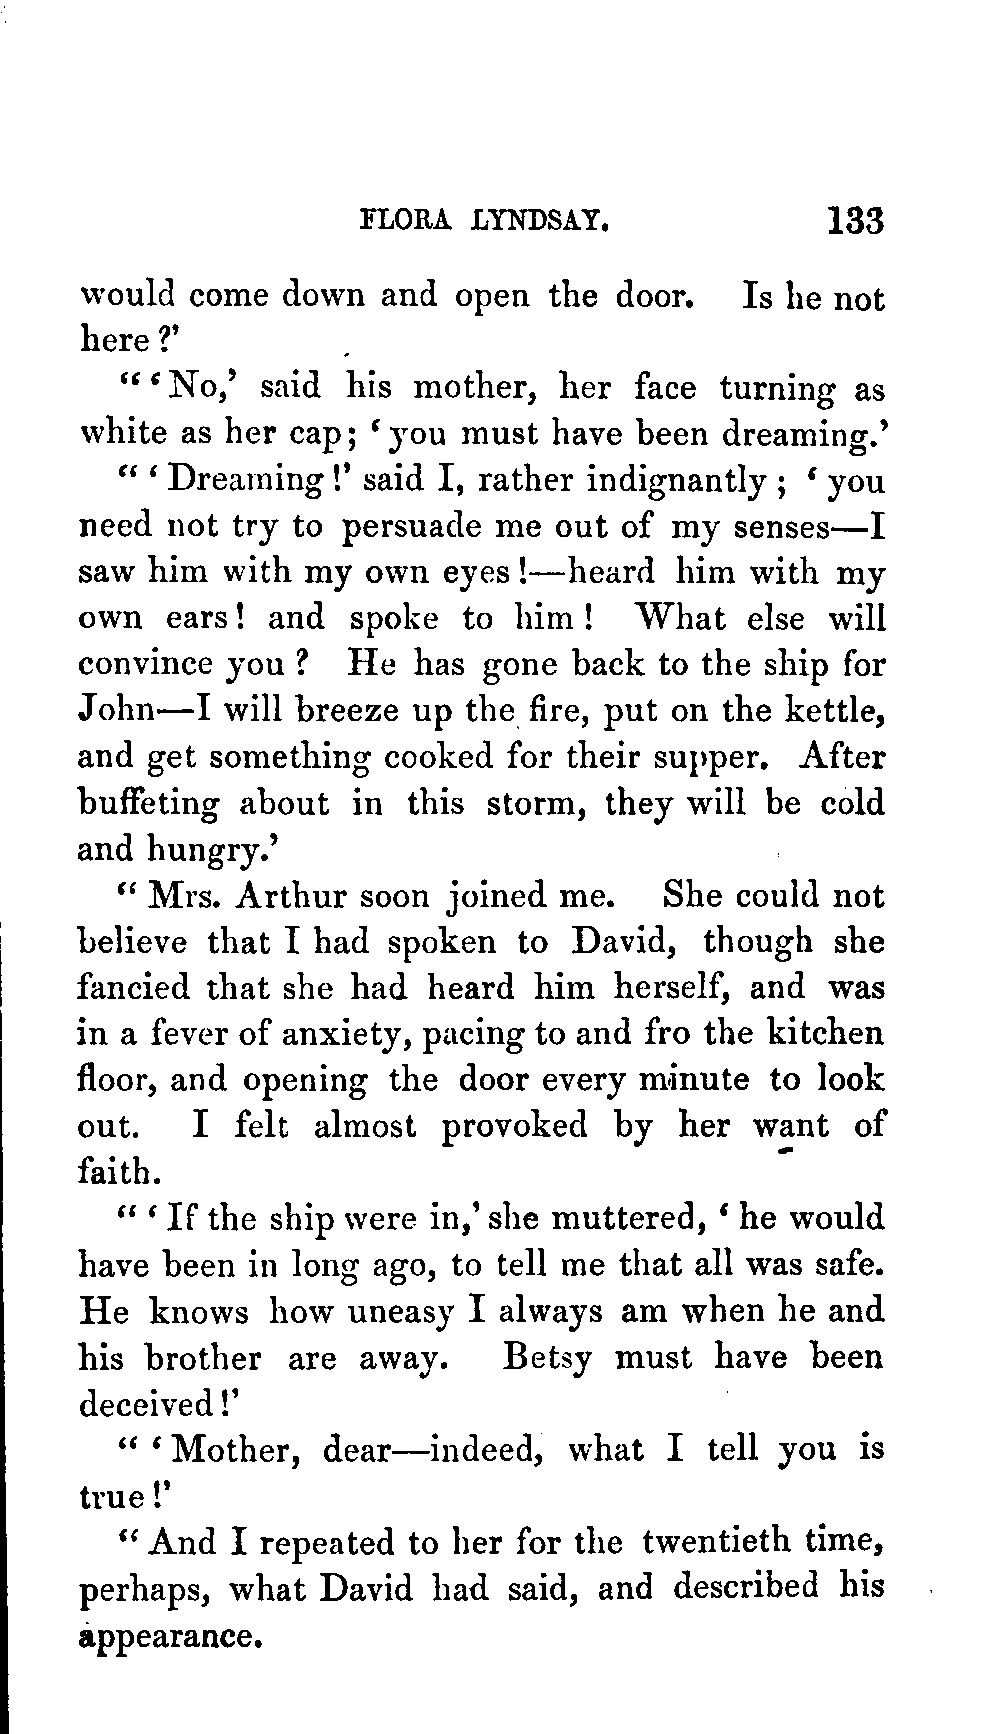 FLORA LYNDSAY. 133
would come down and open the door. Is he not
here?'
"'No,' said his mother, her face turning as
white as her cap; 'you must have been dreaming.'
"'Dreaming!' said I, rather indignantly; 'you
need not try to persuade me out of my senses—I
saw him with my own eyes!—heard him with my
own ears! and spoke to him! What else will
convince you? He has gone back to the ship for
John—I will breeze up the fire, put on the kettle,
and get something cooked for their supper. After
buffeting about in this storm, they will be cold
and hungry.'
"Mrs. Arthur soon joined me. She could not
believe that I had spoken to David, though she
fancied that she had heard him herself, and was
in a fever of anxiety, pacing to and fro the kitchen
floor, and opening the door every minute to look
out. I felt almost provoked by her want of
faith.
"'If the ship were in,' she muttered, 'he would
have been in long ago, to tell me that all was safe.
He knows how uneasy I always am when he and
his brother are away. Betsy must have been
deceived!'
"'Mother, dear—indeed, what I tell you is
true!'
"And I repeated to her for the twentieth time,
perhaps, what David had said, and described his
appearance.